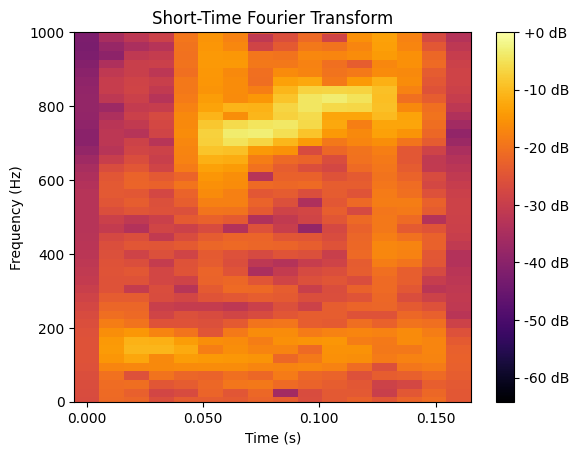 Short-Time Fourier Transform
1000
800
600
400
200
0
Frequency (Hz)
0.000
0.050
0.100
0.150
Time (s)
+0 dB
-10 dB
-20 dB
-30 dB
-40 dB
-50 dB
-60 dB